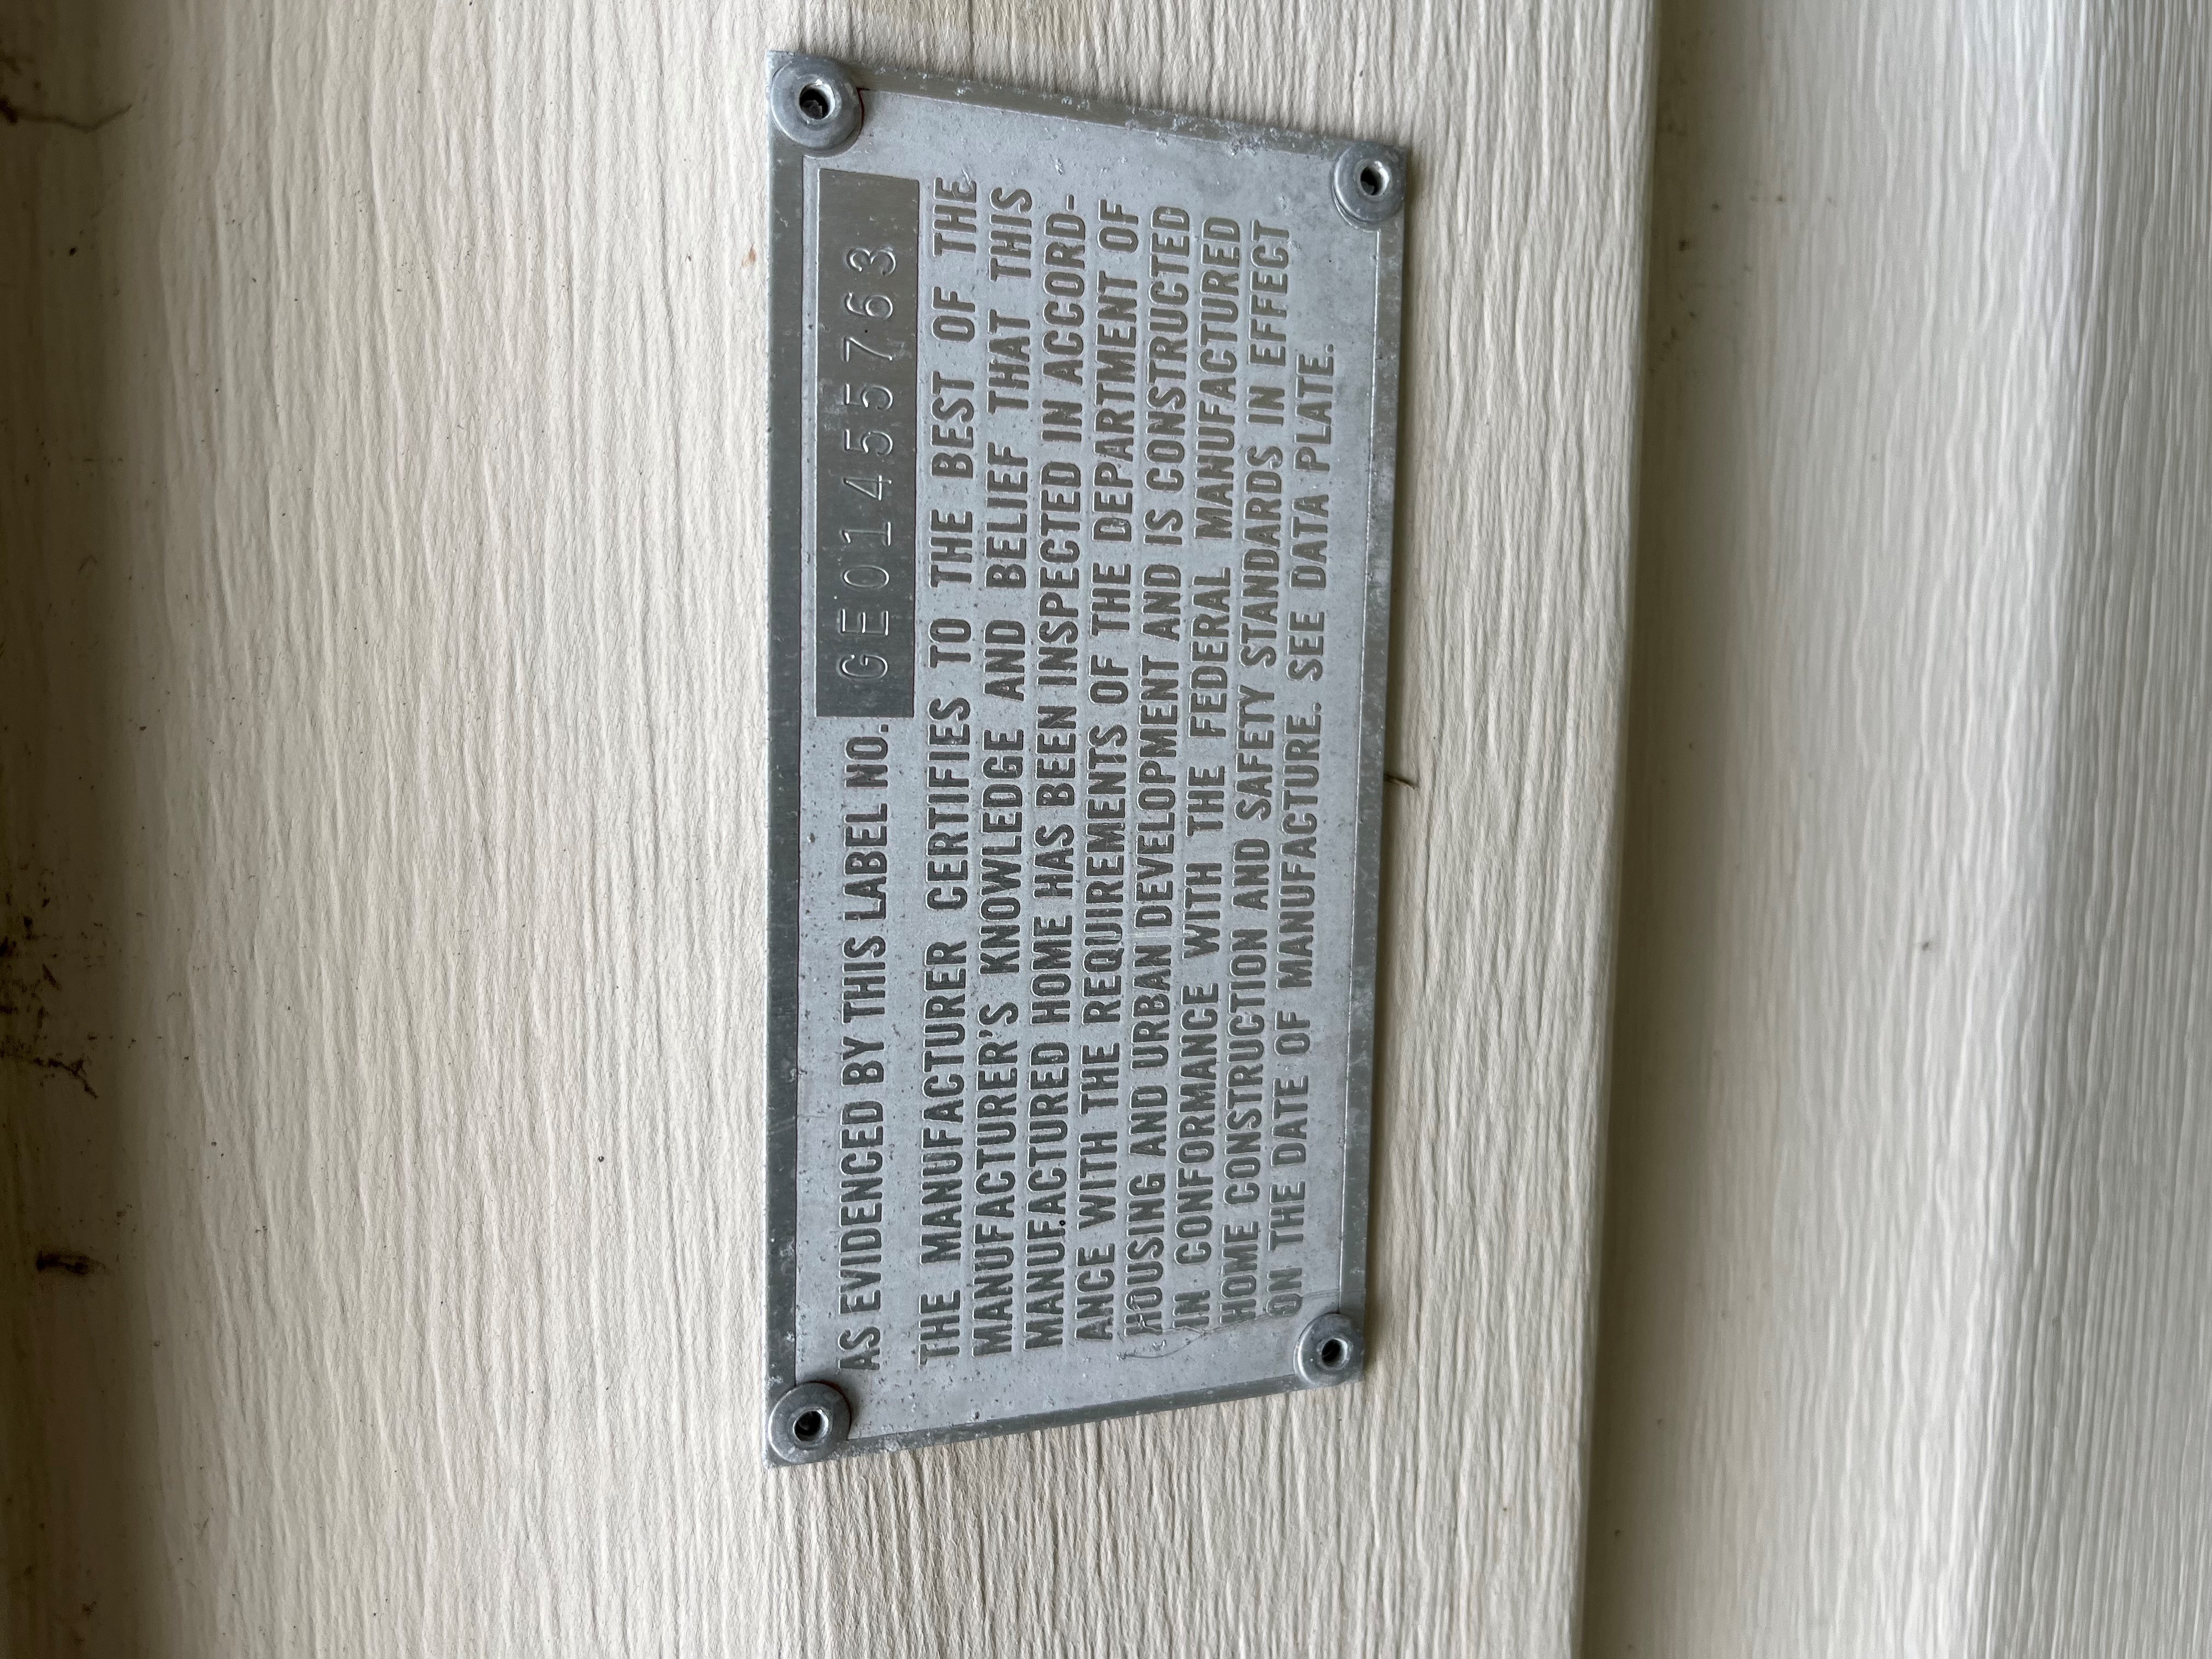 AS EVIDENCED BY THIS LABEL NO. GE01455763
THE MANUFACTURER CERTIFIES TO THE BEST OF THE
MANUFACTURER'S KNOWLEDGE AND BELIEF THAT THIS
MANUFACTURED HOME HAS BEEN INSPECTED IN ACCORD-
ANCE WITH THE REQUIREMENTS OF THE DEPARTMENT OF
HOUSING AND URBAN DEVELOPMENT AND IS CONSTRUCTED
IN CONFORMANCE WITH THE FEDERAL MANUFACTURED
HOME CONSTRUCTION AND SAFETY STANDARDS IN EFFECT
ON THE DATE OF MANUFACTURE. SEE DATA PLATE.